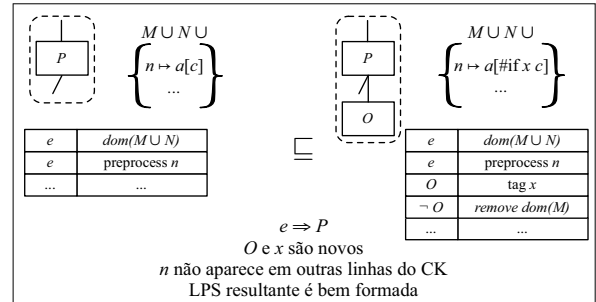 M ∪ N ∪
P
{ n ↦ a[c]
... }
e dom(M ∪ N)
e preprocess n
... ...
⊑
M ∪ N ∪
P
O
{ n ↦ a[#if x c]
... }
e dom(M ∪ N)
e preprocess n
O tag x
¬ O remove dom(M)
... ...
e ⇒ P
O e x são novos
n não aparece em outras linhas do CK
LPS resultante é bem formada